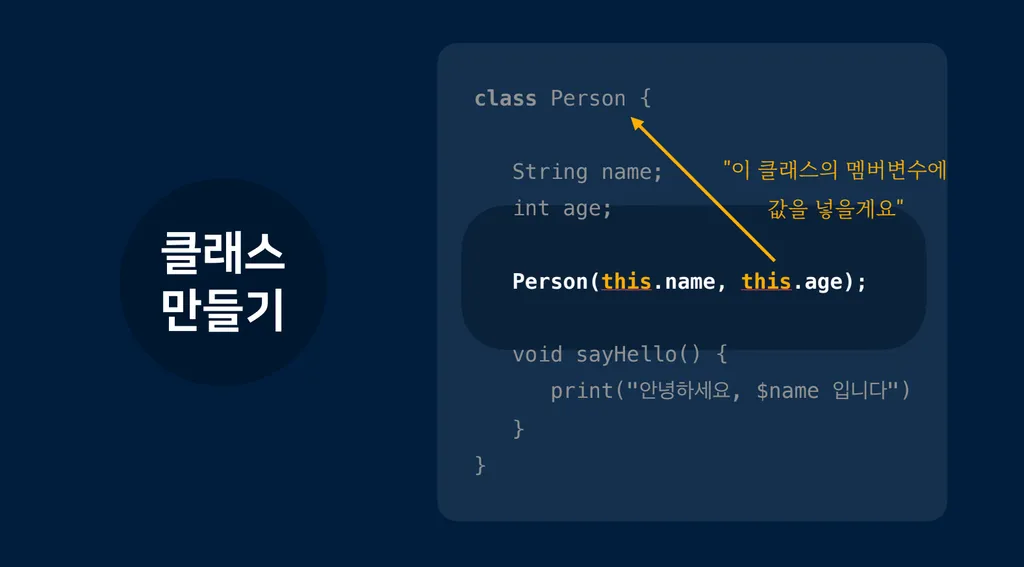 클래스
만들기
class Person {
String name;
int age;
"이 클래스의 멤버변수에
값을 넣을게요"
Person(this.name, this.age);
void sayHello() {
print("안녕하세요, $name 입니다")
}
}